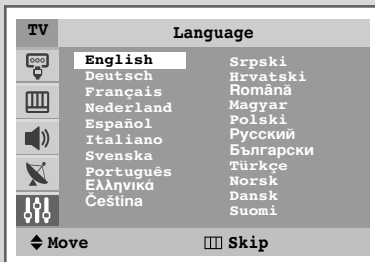 TV
Language
English
Deutsch
Français
Nederland
Español
Italiano
Svenska
Português
Ελληνικά
Čeština
Srpski
Hrvatski
Română
Magyar
Polski
Русский
Български
Türkçe
Norsk
Dansk
Suomi
Move
Skip